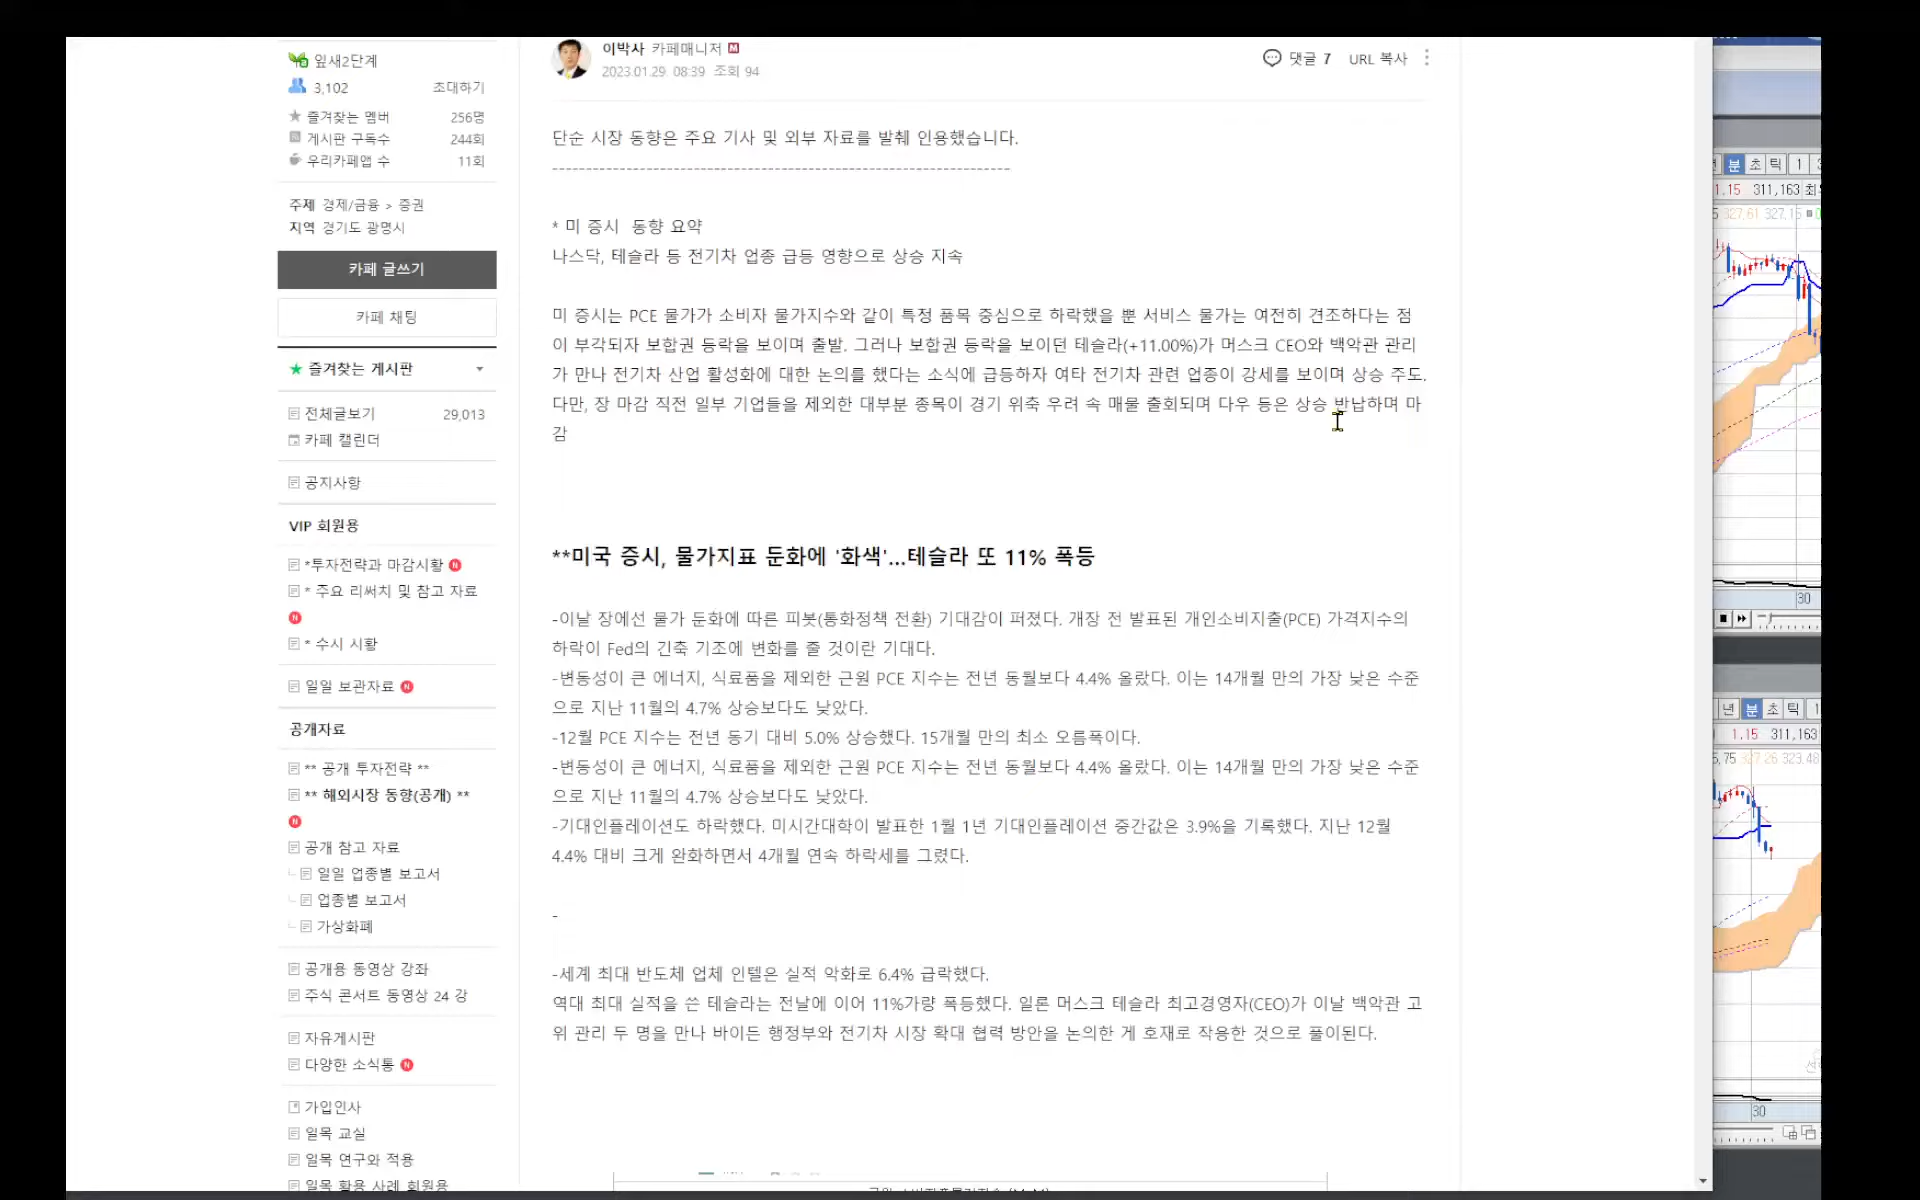 잎새2단계
3,102 초대하기
즐겨찾는 멤버 256명
게시판 구독수 244회
우리카페앱 수 11회
주제 경제/금융 > 증권
지역 경기도 광명시
카페 글쓰기
카페 채팅
즐겨찾는 게시판
전체글보기 29,013
카페 캘린더
공지사항
VIP 회원용
*투자전략과 마감시황 N
* 주요 리써치 및 참고 자료
N
* 수시 시황
일일 보관자료 N
공개자료
** 공개 투자전략 **
** 해외시장 동향(공개) **
N
공개 참고 자료
일일 업종별 보고서
업종별 보고서
가상화폐
공개용 동영상 강좌
주식 콘서트 동영상 24 강
자유게시판
다양한 소식통 N
가입인사
일목 교실
일목 연구와 적용
일목 활용 사례 회원용
이박사 카페매니저 M
2023.01.29. 08:39 조회 94
댓글 7 URL 복사
단순 시장 동향은 주요 기사 및 외부 자료를 발췌 인용했습니다.
--------------------------------------------------------------------
* 미 증시 동향 요약
나스닥, 테슬라 등 전기차 업종 급등 영향으로 상승 지속
미 증시는 PCE 물가가 소비자 물가지수와 같이 특정 품목 중심으로 하락했을 뿐 서비스 물가는 여전히 견조하다는 점
이 부각되자 보합권 등락을 보이며 출발. 그러나 보합권 등락을 보이던 테슬라(+11.00%)가 머스크 CEO와 백악관 관리
가 만나 전기차 산업 활성화에 대한 논의를 했다는 소식에 급등하자 여타 전기차 관련 업종이 강세를 보이며 상승 주도.
다만, 장 마감 직전 일부 기업들을 제외한 대부분 종목이 경기 위축 우려 속 매물 출회되며 다우 등은 상승 반납하며 마
감
**미국 증시, 물가지표 둔화에 '화색'...테슬라 또 11% 폭등
-이날 장에선 물가 둔화에 따른 피봇(통화정책 전환) 기대감이 퍼졌다. 개장 전 발표된 개인소비지출(PCE) 가격지수의
하락이 Fed의 긴축 기조에 변화를 줄 것이란 기대다.
-변동성이 큰 에너지, 식료품을 제외한 근원 PCE 지수는 전년 동월보다 4.4% 올랐다. 이는 14개월 만의 가장 낮은 수준
으로 지난 11월의 4.7% 상승보다도 낮았다.
-12월 PCE 지수는 전년 동기 대비 5.0% 상승했다. 15개월 만의 최소 오름폭이다.
-변동성이 큰 에너지, 식료품을 제외한 근원 PCE 지수는 전년 동월보다 4.4% 올랐다. 이는 14개월 만의 가장 낮은 수준
으로 지난 11월의 4.7% 상승보다도 낮았다.
-기대인플레이션도 하락했다. 미시간대학이 발표한 1월 1년 기대인플레이션 중간값은 3.9%을 기록했다. 지난 12월
4.4% 대비 크게 완화하면서 4개월 연속 하락세를 그렸다.
-
-세계 최대 반도체 업체 인텔은 실적 악화로 6.4% 급락했다.
역대 최대 실적을 쓴 테슬라는 전날에 이어 11%가량 폭등했다. 일론 머스크 테슬라 최고경영자(CEO)가 이날 백악관 고
위 관리 두 명을 만나 바이든 행정부와 전기차 시장 확대 협력 방안을 논의한 게 호재로 작용한 것으로 풀이된다.
분 초 틱 1
1.15 311,163
327.61 327.15
30
년 분 초 틱
1.15 311,163
5,75 327.26 323.48
30